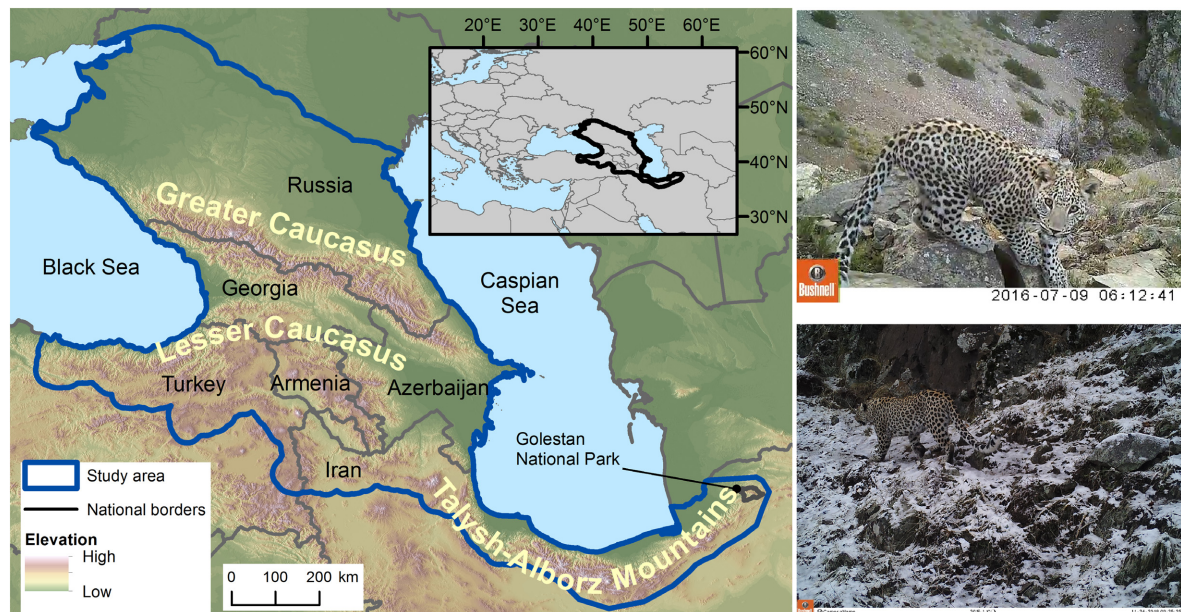 20°E 30°E 40°E 50°E 60°E
60°N
50°N
40°N
30°N
Russia
Greater Caucasus
Black Sea
Caspian
Sea
Georgia
Lesser Caucasus
Turkey
Armenia
Azerbaijan
Iran
Golestan
National Park
Talysh-Alborz Mountains
Study area
National borders
Elevation
High
Low
0 100 200 km
Bushnell
2016-07-09 06:12:41